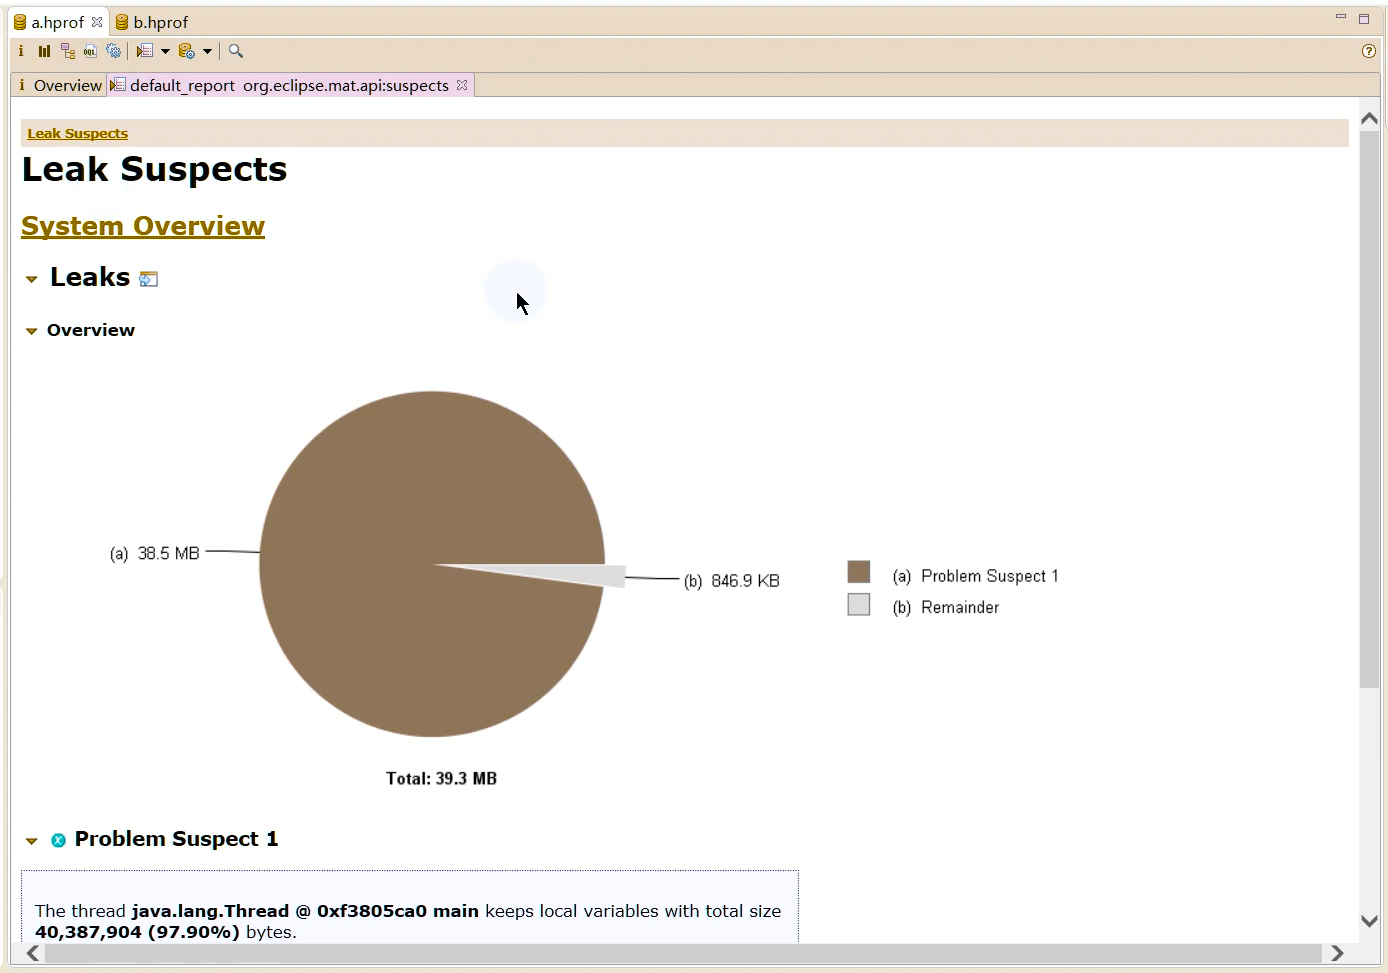 a.hprof b.hprof
Overview default_report org.eclipse.mat.api:suspects
Leak Suspects
Leak Suspects
System Overview
Leaks
Overview
(a) 38.5 MB
(b) 846.9 KB
(a) Problem Suspect 1
(b) Remainder
Total: 39.3 MB
Problem Suspect 1
The thread java.lang.Thread @ 0xf3805ca0 main keeps local variables with total size
40,387,904 (97.90%) bytes.